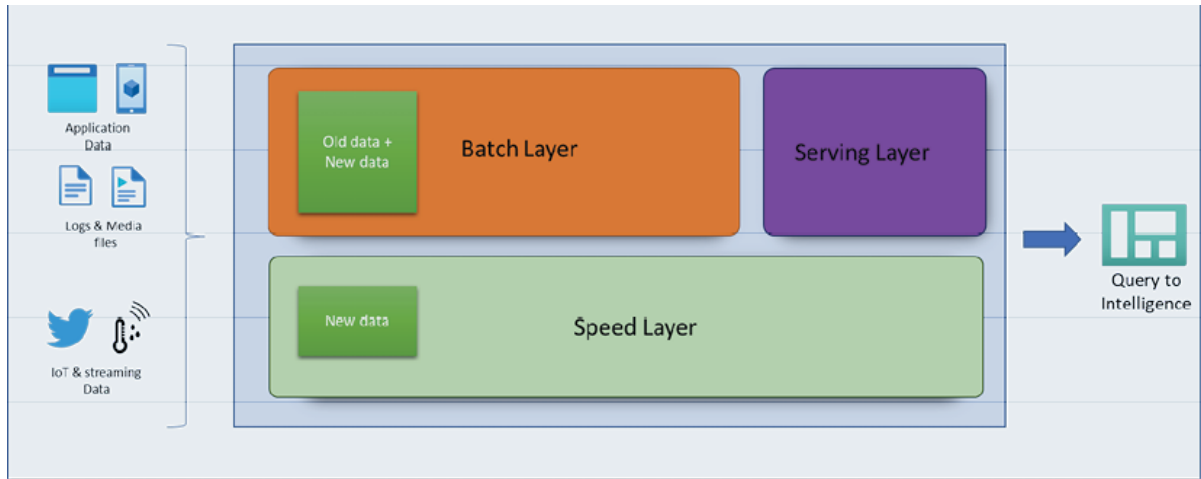 Application
Data
Logs & Media
files
IoT & streaming
Data
Old data +
New data
Batch Layer
Serving Layer
New data
Speed Layer
Query to
Intelligence